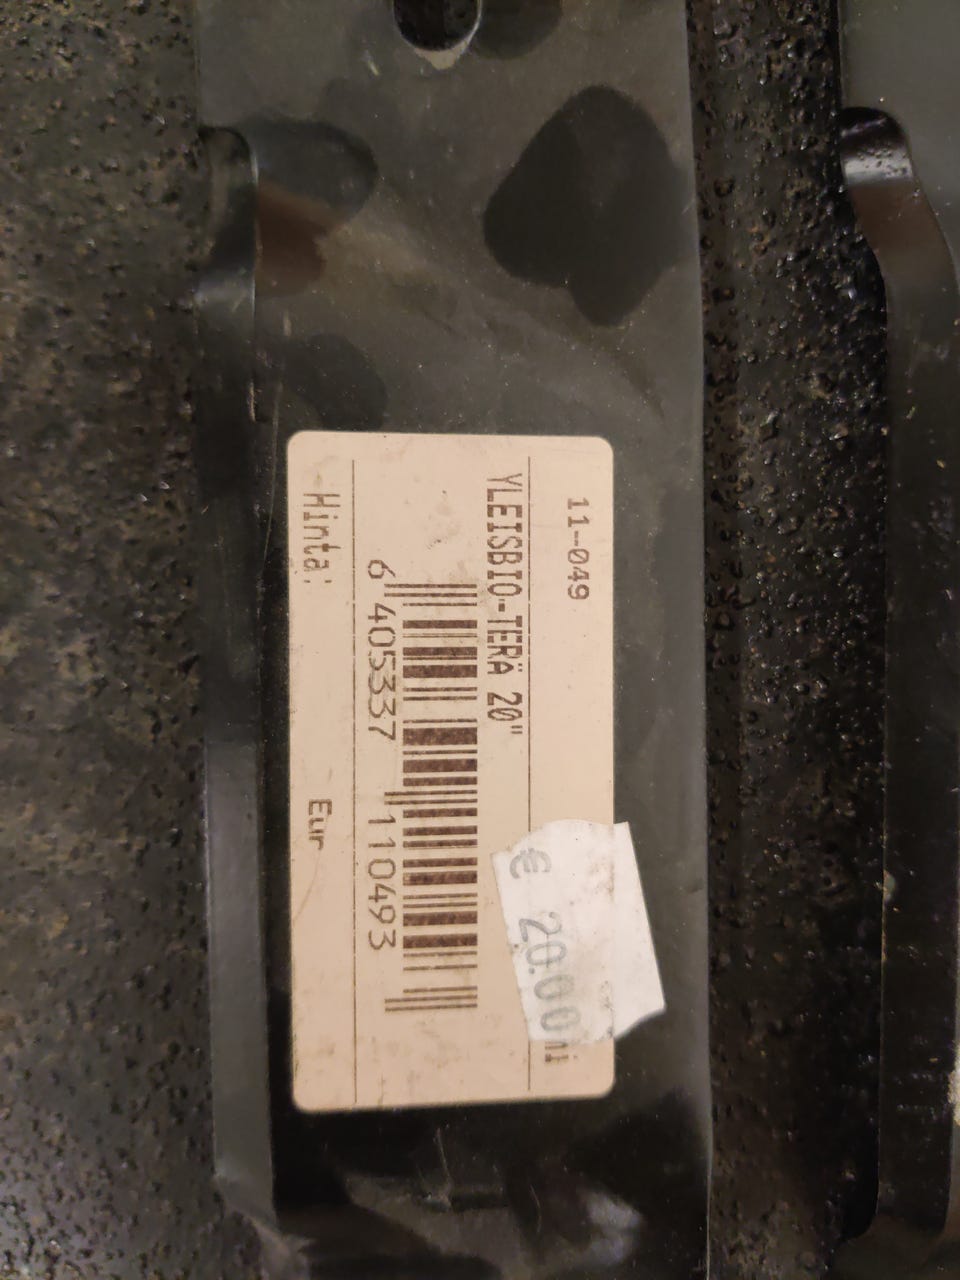 11-049
YLEISBIO-TERÄ 20"
€ 20.00
6 405337 110493
Hinta: Eur